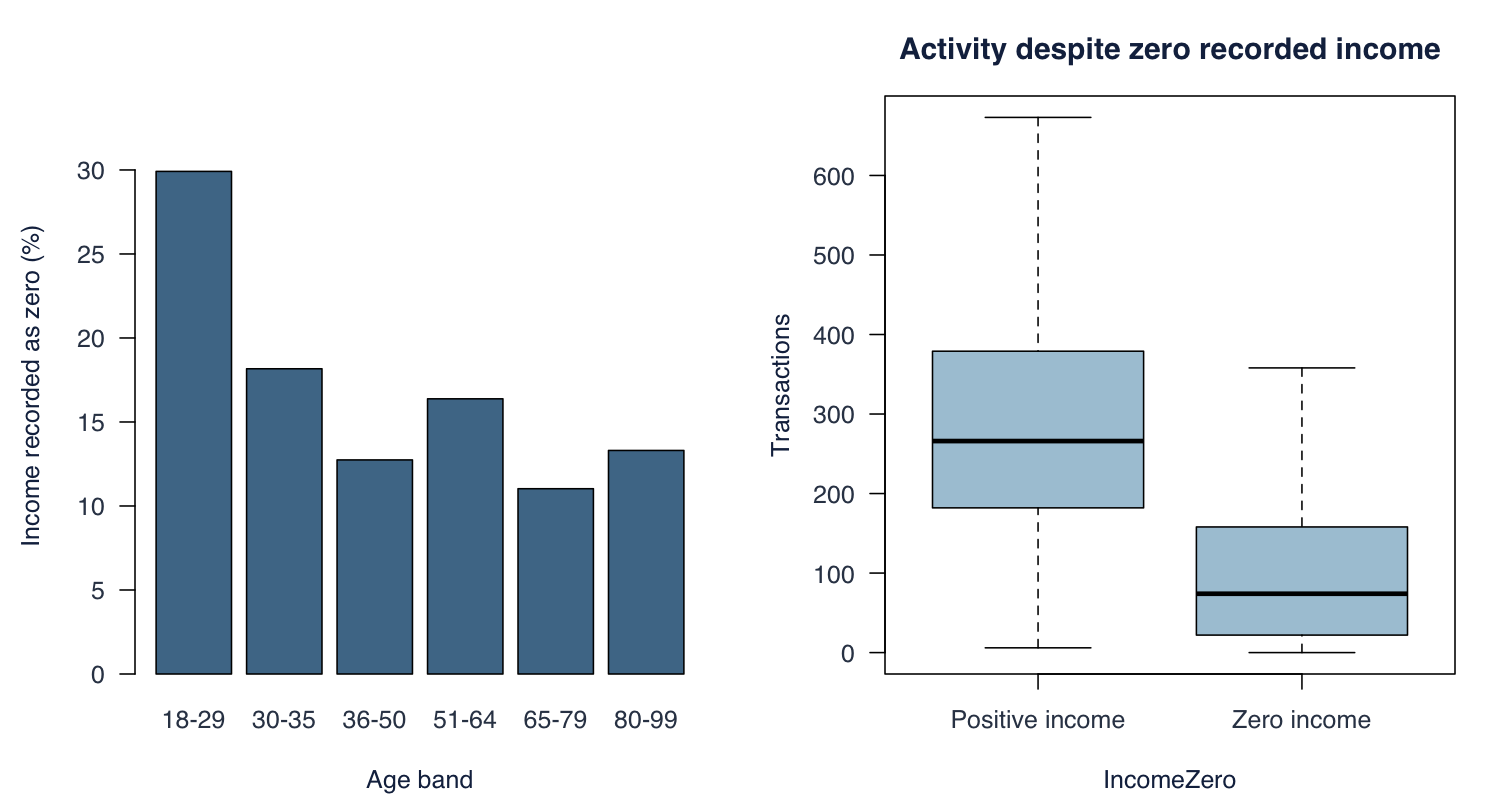 Income recorded as zero (%)
30
25
20
15
10
5
0
18-29 30-35 36-50 51-64 65-79 80-99
Age band
Activity despite zero recorded income
Transactions
600
500
400
300
200
100
0
Positive income Zero income
IncomeZero